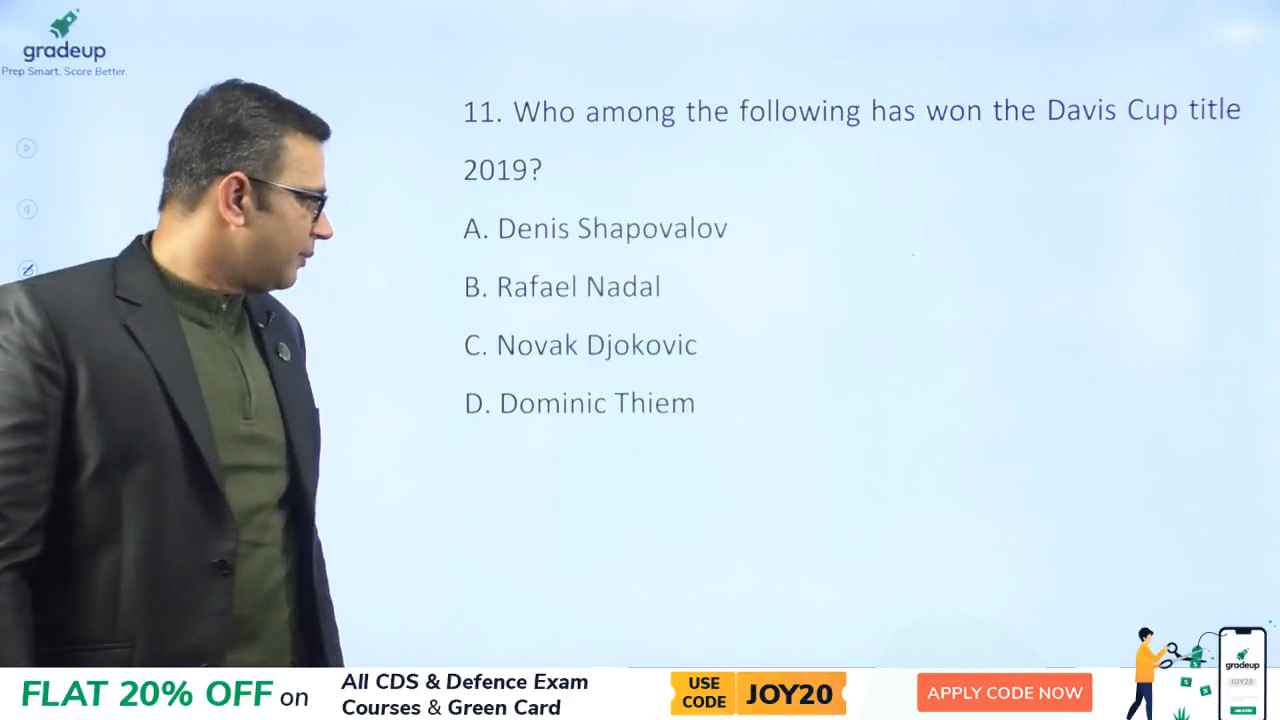 gradeup
Prep Smart. Score Better.
11. Who among the following has won the Davis Cup title
2019?
A. Denis Shapovalov
B. Rafael Nadal
C. Novak Djokovic
D. Dominic Thiem
FLAT 20% OFF on
All CDS & Defence Exam
Courses & Green Card
USE
CODE
JOY20
APPLY CODE NOW
gradeup
JOY20